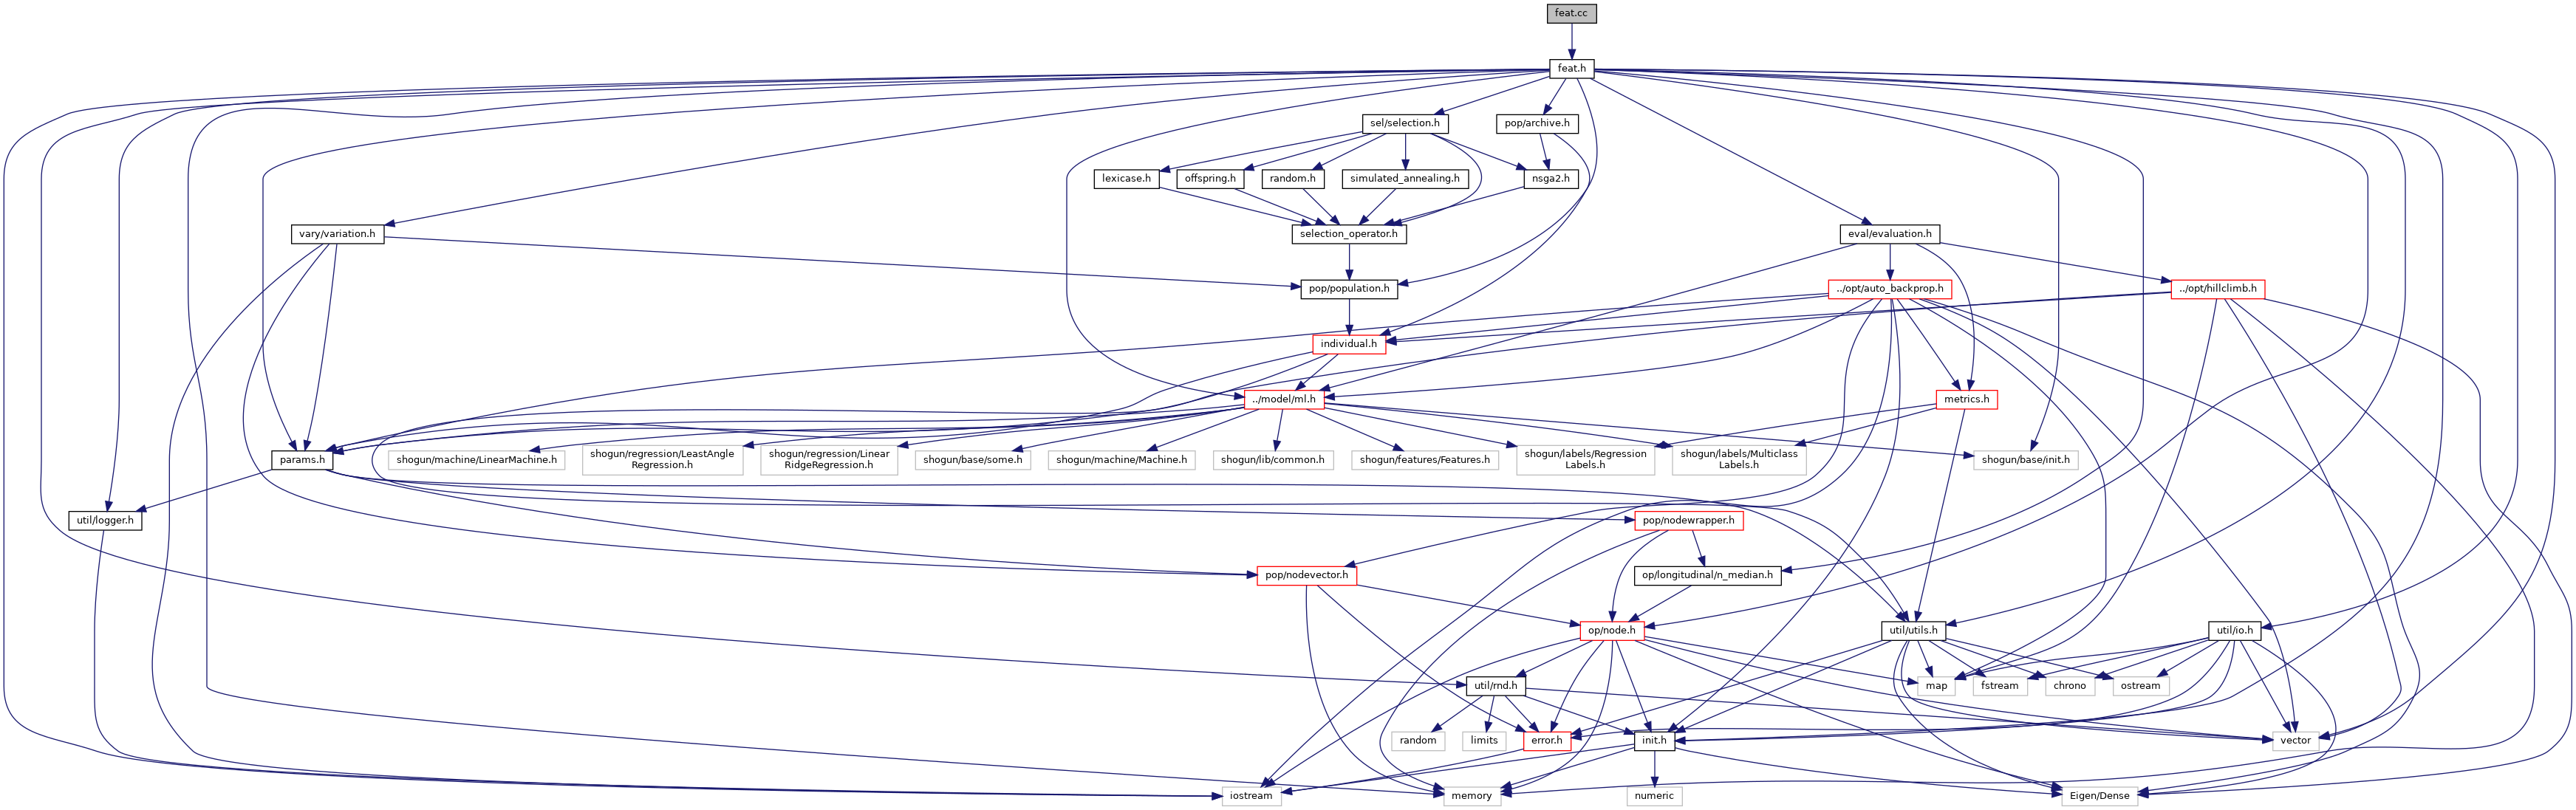 feat.cc
feat.h
sel/selection.h
pop/archive.h
lexicase.h
offspring.h
random.h
simulated_annealing.h
nsga2.h
vary/variation.h
selection_operator.h
eval/evaluation.h
pop/population.h
../opt/auto_backprop.h
../opt/hillclimb.h
individual.h
../model/ml.h
metrics.h
params.h
shogun/machine/LinearMachine.h
shogun/regression/LeastAngle
Regression.h
shogun/regression/Linear
RidgeRegression.h
shogun/base/some.h
shogun/machine/Machine.h
shogun/lib/common.h
shogun/features/Features.h
shogun/labels/Regression
Labels.h
shogun/labels/Multiclass
Labels.h
shogun/base/init.h
util/logger.h
pop/nodewrapper.h
pop/nodevector.h
op/longitudinal/n_median.h
op/node.h
util/utils.h
util/io.h
util/rnd.h
map
fstream
chrono
ostream
random
limits
error.h
init.h
vector
iostream
memory
numeric
Eigen/Dense